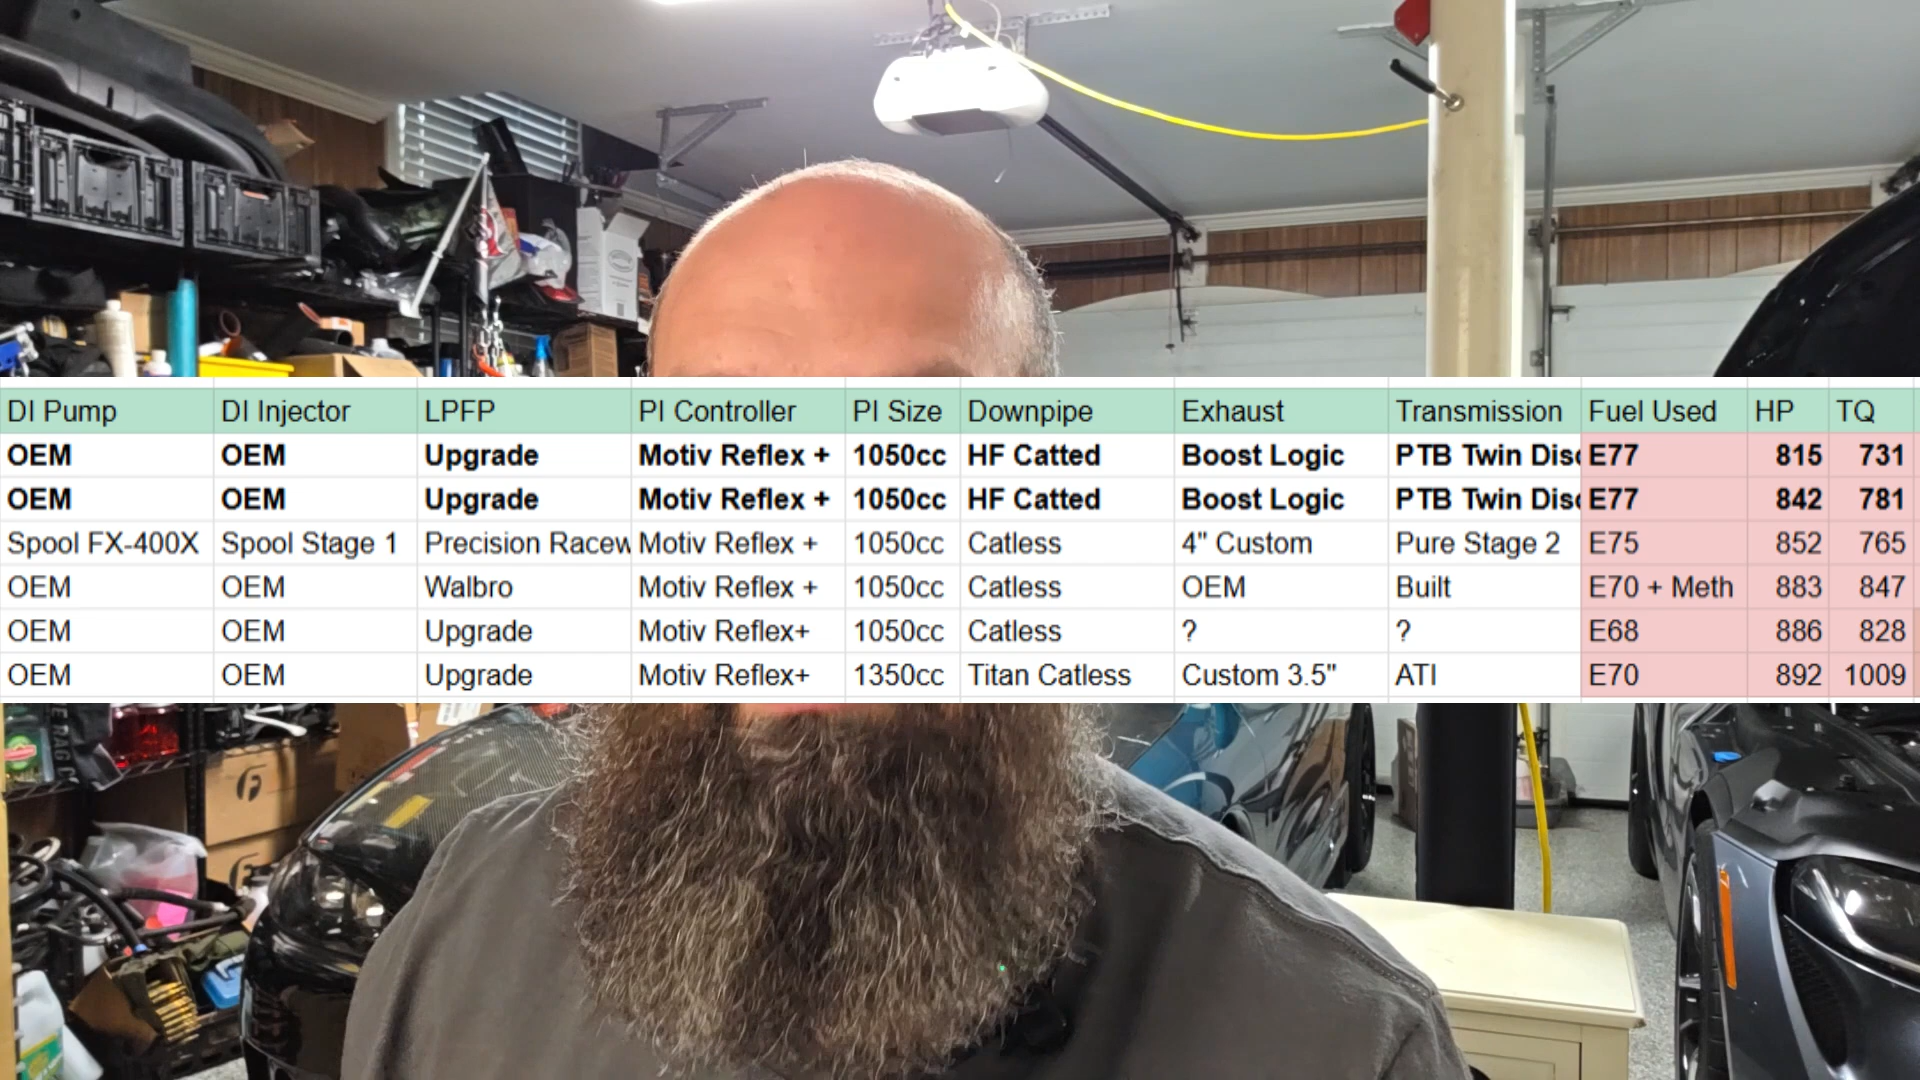 DI Pump DI Injector LPFP PI Controller PI Size Downpipe Exhaust Transmission Fuel Used HP TQ
OEM OEM Upgrade Motiv Reflex + 1050cc HF Catted Boost Logic PTB Twin Disc E77 815 731
OEM OEM Upgrade Motiv Reflex + 1050cc HF Catted Boost Logic PTB Twin Disc E77 842 781
Spool FX-400X Spool Stage 1 Precision Racew Motiv Reflex + 1050cc Catless 4" Custom Pure Stage 2 E75 852 765
OEM OEM Walbro Motiv Reflex + 1050cc Catless OEM Built E70 + Meth 883 847
OEM OEM Upgrade Motiv Reflex+ 1050cc Catless ? ? E68 886 828
OEM OEM Upgrade Motiv Reflex+ 1350cc Titan Catless Custom 3.5" ATI E70 892 1009